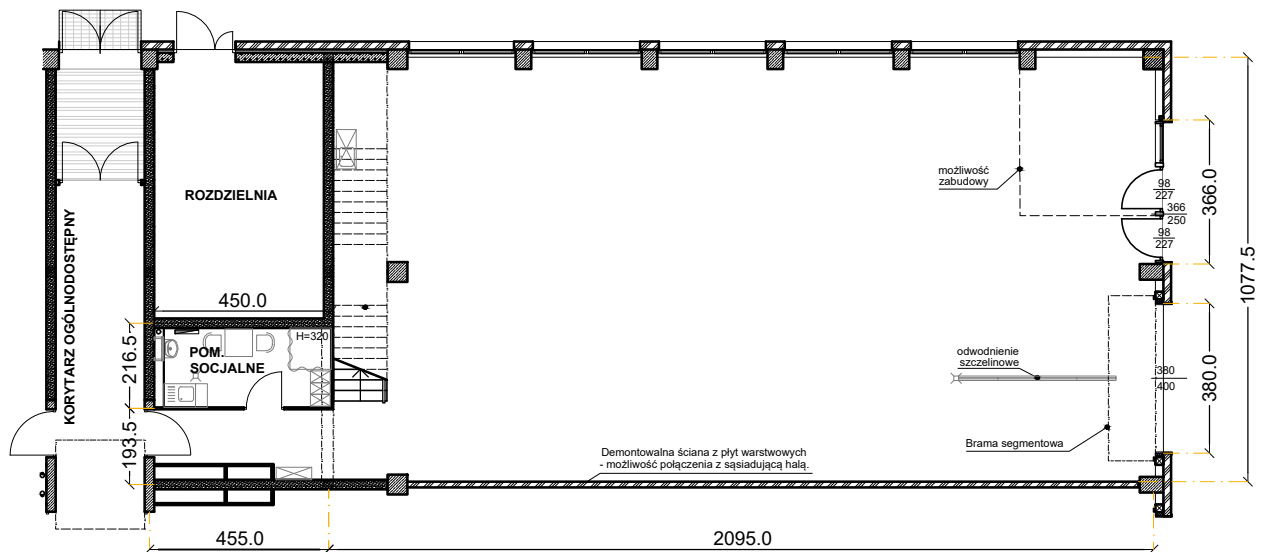 możliwość
zabudowy
98
227
366
250
98
227
366.0
1077.5
ROZDZIELNIA
KORYTARZ OGÓLNODOSTĘPNY
450.0
H=320
POM.
SOCJALNE
216.5
193.5
odwodnienie
szczelinowe
380
400
380.0
Brama segmentowa
Demontowalna ściana z płyt warstwowych
- możliwość połączenia z sąsiadującą halą.
455.0
2095.0